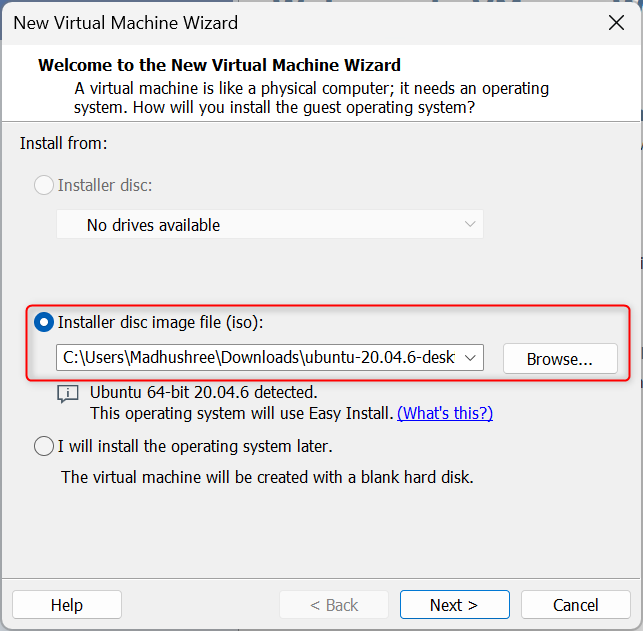 New Virtual Machine Wizard
Welcome to the New Virtual Machine Wizard
A virtual machine is like a physical computer; it needs an operating
system. How will you install the guest operating system?
Install from:
Installer disc:
No drives available
Installer disc image file (iso):
C:\Users\Madhushree\Downloads\ubuntu-20.04.6-desk
Browse...
Ubuntu 64-bit 20.04.6 detected.
This operating system will use Easy Install. (What's this?)
I will install the operating system later.
The virtual machine will be created with a blank hard disk.
Help
< Back
Next >
Cancel